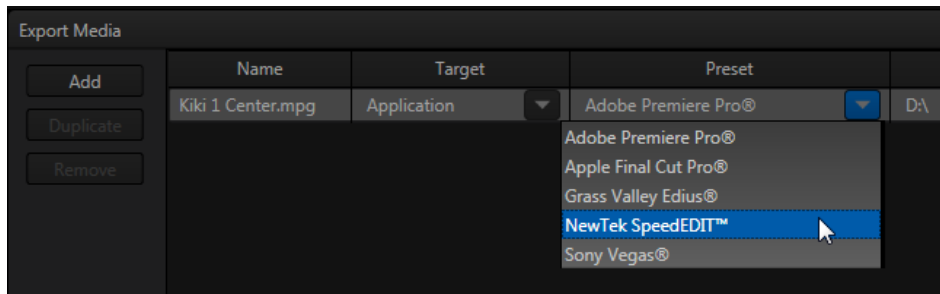 Export Media
Add
Duplicate
Remove
Name Target Preset
Kiki 1 Center.mpg Application Adobe Premiere Pro® D:\
Adobe Premiere Pro®
Apple Final Cut Pro®
Grass Valley Edius®
NewTek SpeedEDIT™
Sony Vegas®